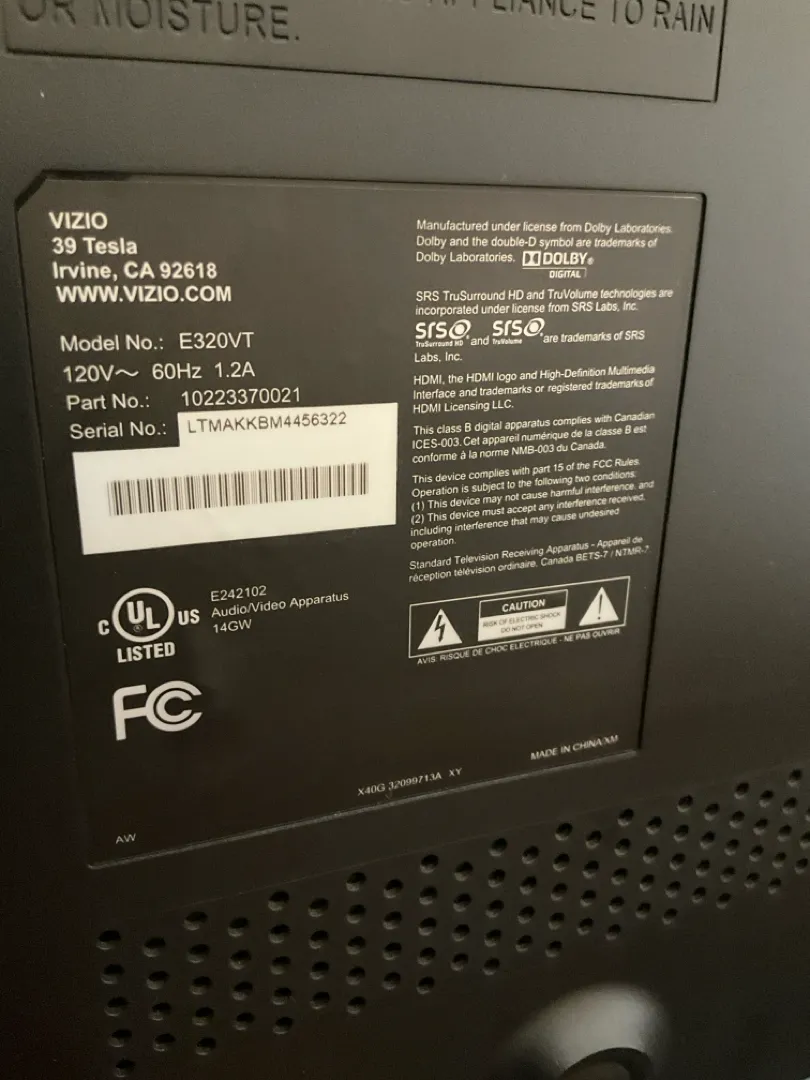 APPLIANCE TO RAIN
OR MOISTURE.
VIZIO
39 Tesla
Irvine, CA 92618
WWW.VIZIO.COM
Model No.: E320VT
120V～ 60Hz 1.2A
Part No.: 10223370021
Serial No.: LTMAKKBM4456322
C UL US
®
LISTED
E242102
Audio/Video Apparatus
14GW
FC
AW
Manufactured under license from Dolby Laboratories.
Dolby and the double-D symbol are trademarks of
Dolby Laboratories. DOLBY®
DIGITAL
SRS TruSurround HD and TruVolume technologies are
incorporated under license from SRS Labs, Inc.
SRS TruSurround HD and SRS TruVolume are trademarks of SRS
Labs, Inc.
HDMI, the HDMI logo and High-Definition Multimedia
Interface and trademarks or registered trademarks of
HDMI Licensing LLC.
This class B digital apparatus complies with Canadian
ICES-003. Cet appareil numérique de la classe B est
conforme à la norme NMB-003 du Canada.
This device complies with part 15 of the FCC Rules.
Operation is subject to the following two conditions:
(1) This device may not cause harmful interference, and
(2) This device must accept any interference received,
including interference that may cause undesired
operation.
Standard Television Receiving Apparatus - Appareil de
réception télévision ordinaire. Canada BETS-7 / NTMR-7
CAUTION
RISK OF ELECTRIC SHOCK
DO NOT OPEN
AVIS: RISQUE DE CHOC ELECTRIQUE - NE PAS OUVRIR
MADE IN CHINA/XM
X40G 32099713A XY